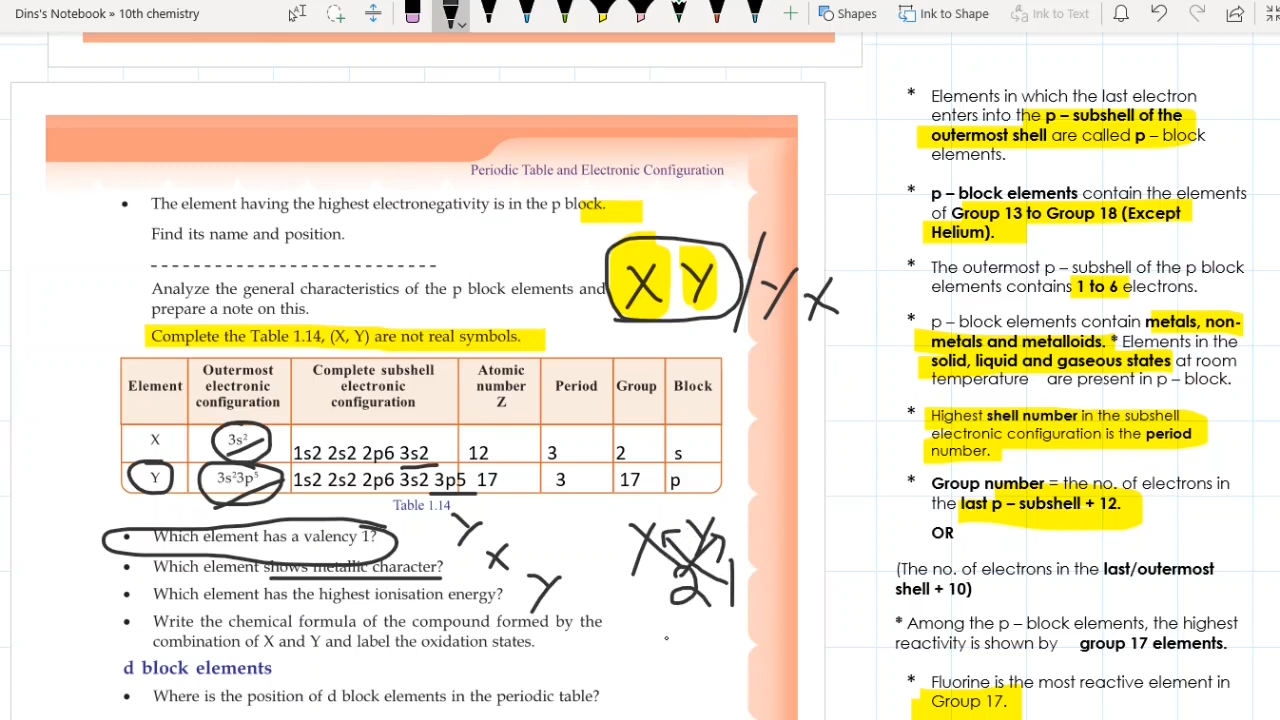 Din's Notebook » 10th chemistry
Shapes
Ink to Shape
Ink to Text
Periodic Table and Electronic Configuration
• The element having the highest electronegativity is in the p block.
Find its name and position.
Analyze the general characteristics of the p block elements and
prepare a note on this.
X Y / Y X
Complete the Table 1.14, (X, Y) are not real symbols.
Element Outermost electronic configuration Complete subshell electronic configuration Atomic number Z Period Group Block
X 3s² 1s2 2s2 2p6 3s2 12 3 2 s
Y 3s²3p⁵ 1s2 2s2 2p6 3s2 3p5 17 3 17 p
Table 1.14
• Which element has a valency 1? Y
• Which element shows metallic character? X
• Which element has the highest ionisation energy? Y
X Y
2 1
• Write the chemical formula of the compound formed by the
combination of X and Y and label the oxidation states.
d block elements
• Where is the position of d block elements in the periodic table?
* Elements in which the last electron
enters into the p – subshell of the
outermost shell are called p – block
elements.
* p – block elements contain the elements
of Group 13 to Group 18 (Except
Helium).
* The outermost p – subshell of the p block
elements contains 1 to 6 electrons.
* p – block elements contain metals, non-
metals and metalloids. * Elements in the
solid, liquid and gaseous states at room
temperature are present in p – block.
* Highest shell number in the subshell
electronic configuration is the period
number.
* Group number = the no. of electrons in
the last p – subshell + 12.
OR
(The no. of electrons in the last/outermost
shell + 10)
* Among the p – block elements, the highest
reactivity is shown by group 17 elements.
* Fluorine is the most reactive element in
Group 17.